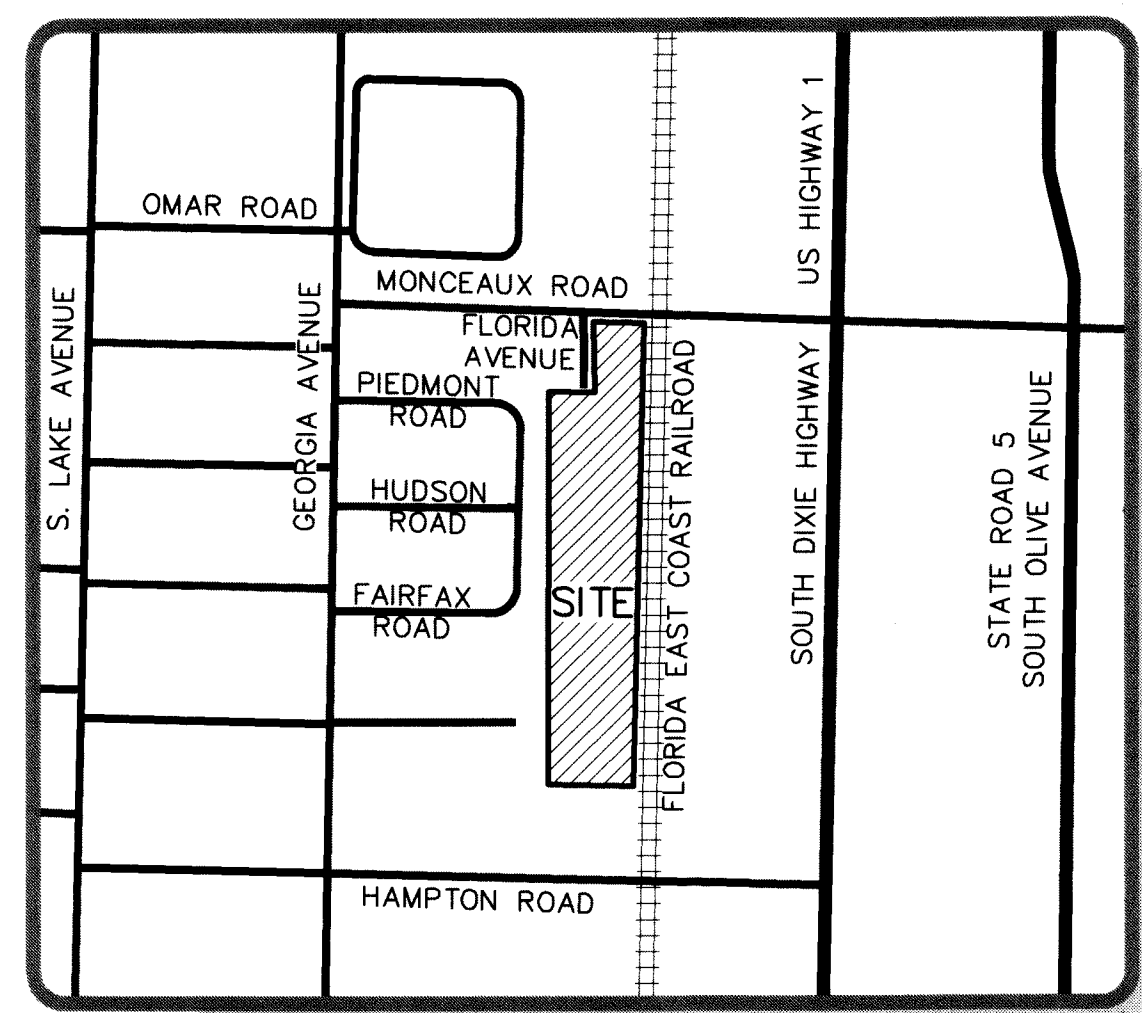 OMAR ROAD
MONCEAUX ROAD
FLORIDA
AVENUE
PIEDMONT
ROAD
HUDSON
ROAD
FAIRFAX
ROAD
SITE
HAMPTON ROAD
S. LAKE AVENUE
GEORGIA AVENUE
FLORIDA EAST COAST RAILROAD
US HIGHWAY 1
SOUTH DIXIE HIGHWAY
STATE ROAD 5
SOUTH OLIVE AVENUE